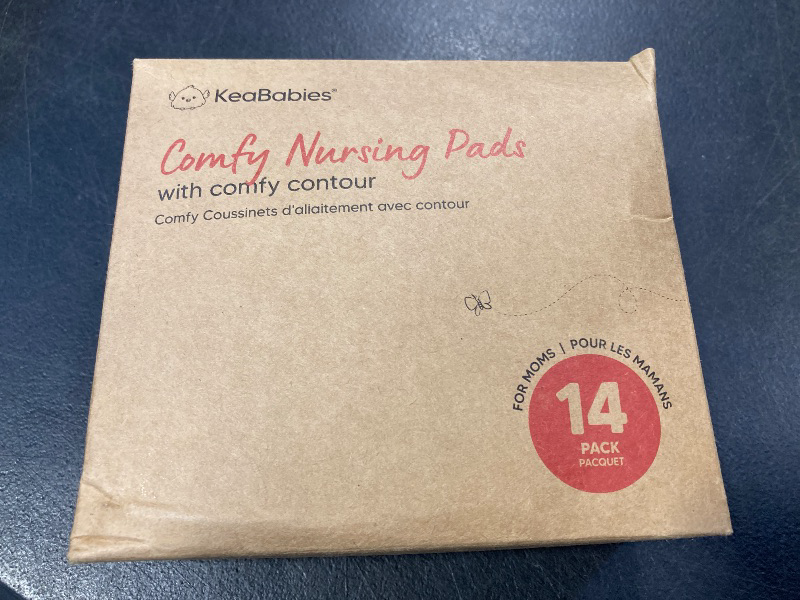 KeaBabies®
Comfy Nursing Pads
with comfy contour
Comfy Coussinets d'allaitement avec contour
FOR MOMS | POUR LES MAMANS
14
PACK
PACQUET